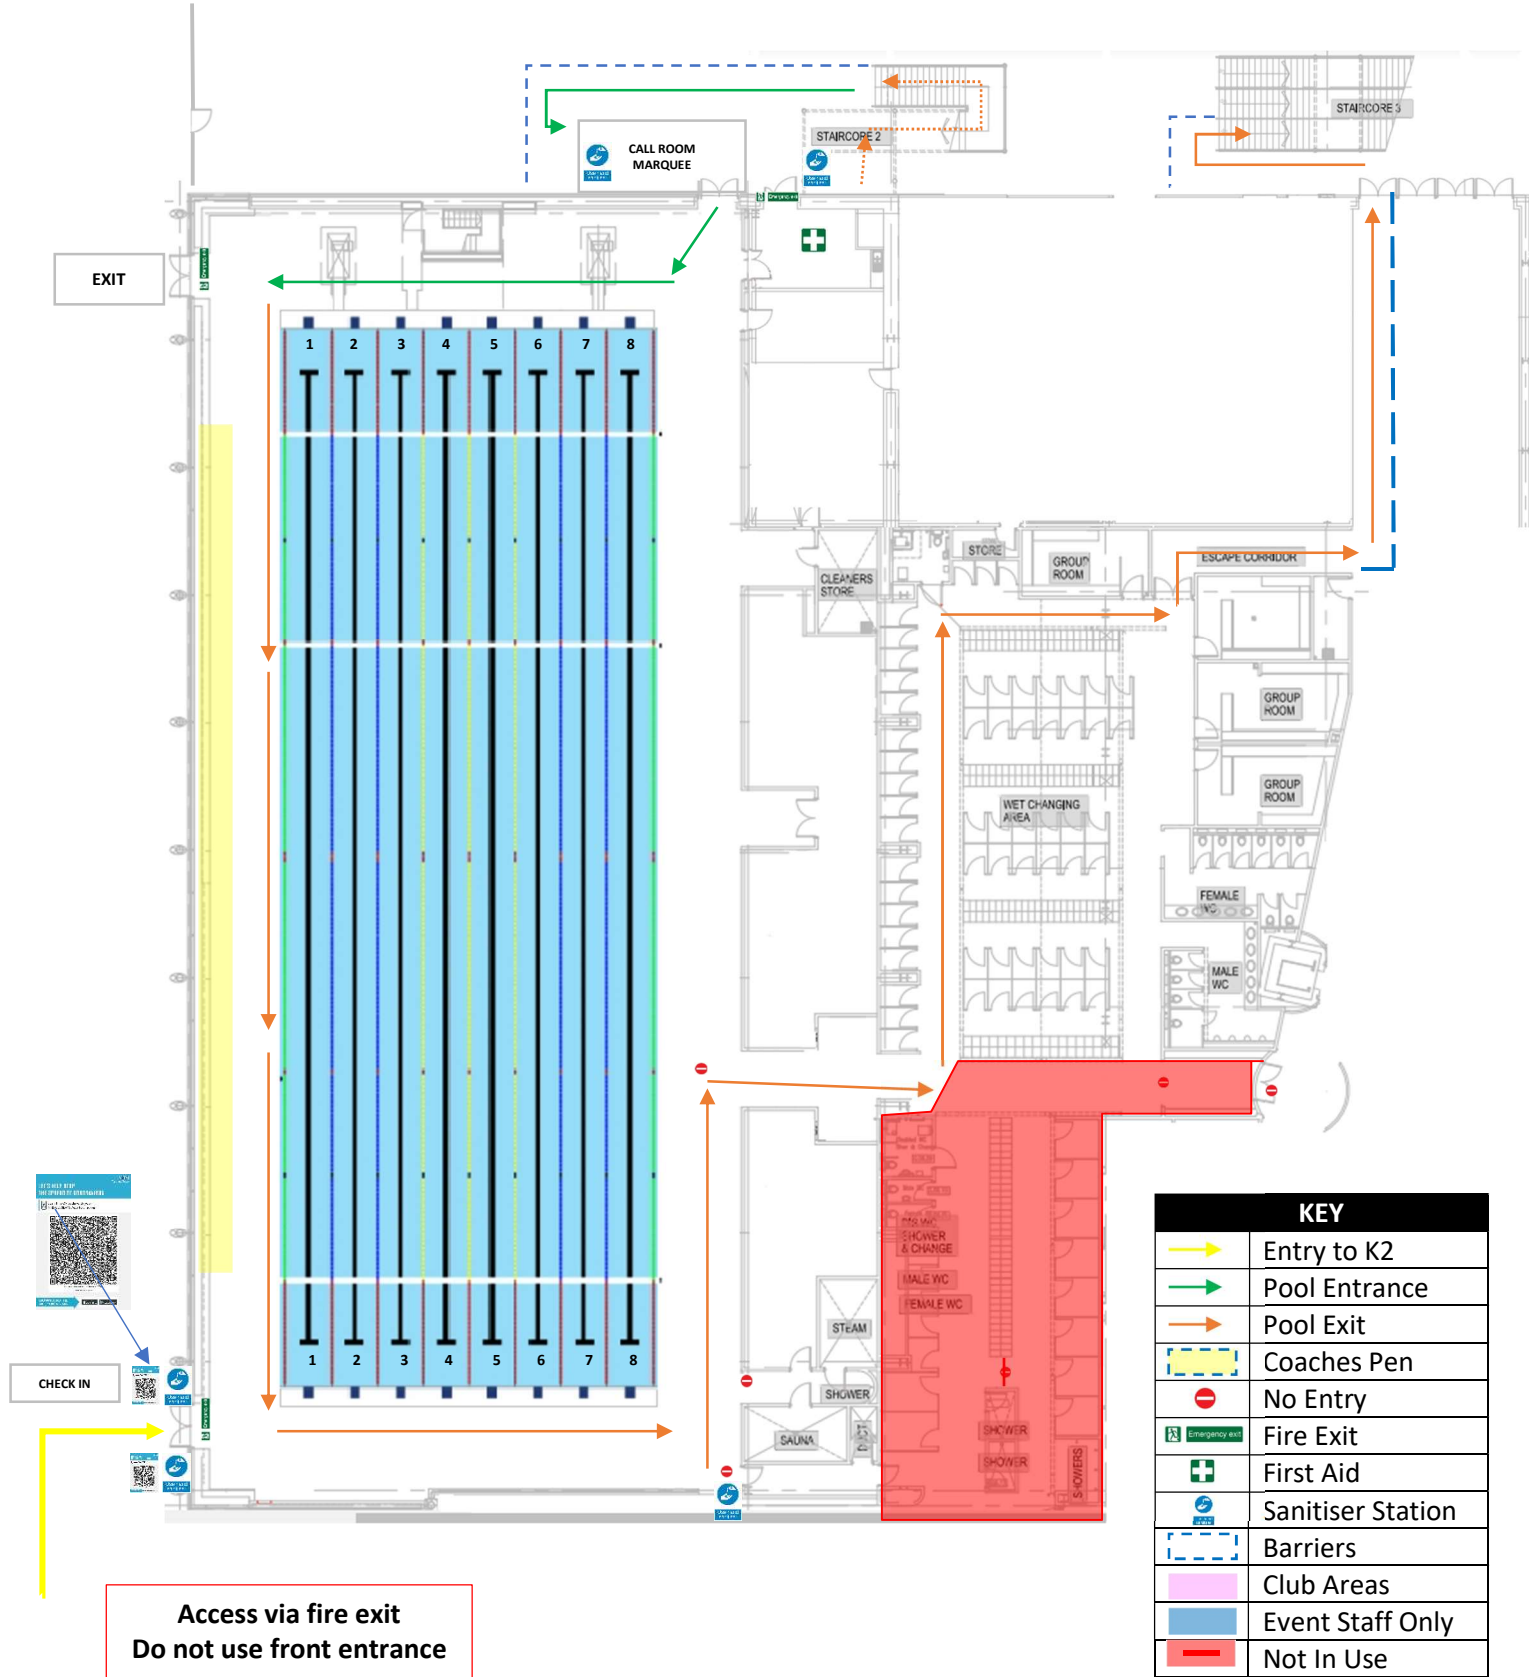 STAIRCORE 3
STAIRCORE 2
CALL ROOM
MARQUEE
Emergency exit
EXIT
1 2 3 4 5 6 7 8
STORE
GROUP
ROOM
ESCAPE CORRIDOR
CLEANERS
STORE
GROUP
ROOM
GROUP
ROOM
WET CHANGING
AREA
FEMALE
WC
MALE
WC
SHOWER
& CHANGE
MALE WC
FEMALE WC
STEAM
1 2 3 4 5 6 7 8
CHECK IN
SHOWER
SAUNA
DUCT
SHOWER
SHOWER
SHOWERS
Access via fire exit
Do not use front entrance
KEY
Entry to K2
Pool Entrance
Pool Exit
Coaches Pen
No Entry
Emergency exit Fire Exit
First Aid
Sanitiser Station
Barriers
Club Areas
Event Staff Only
Not In Use